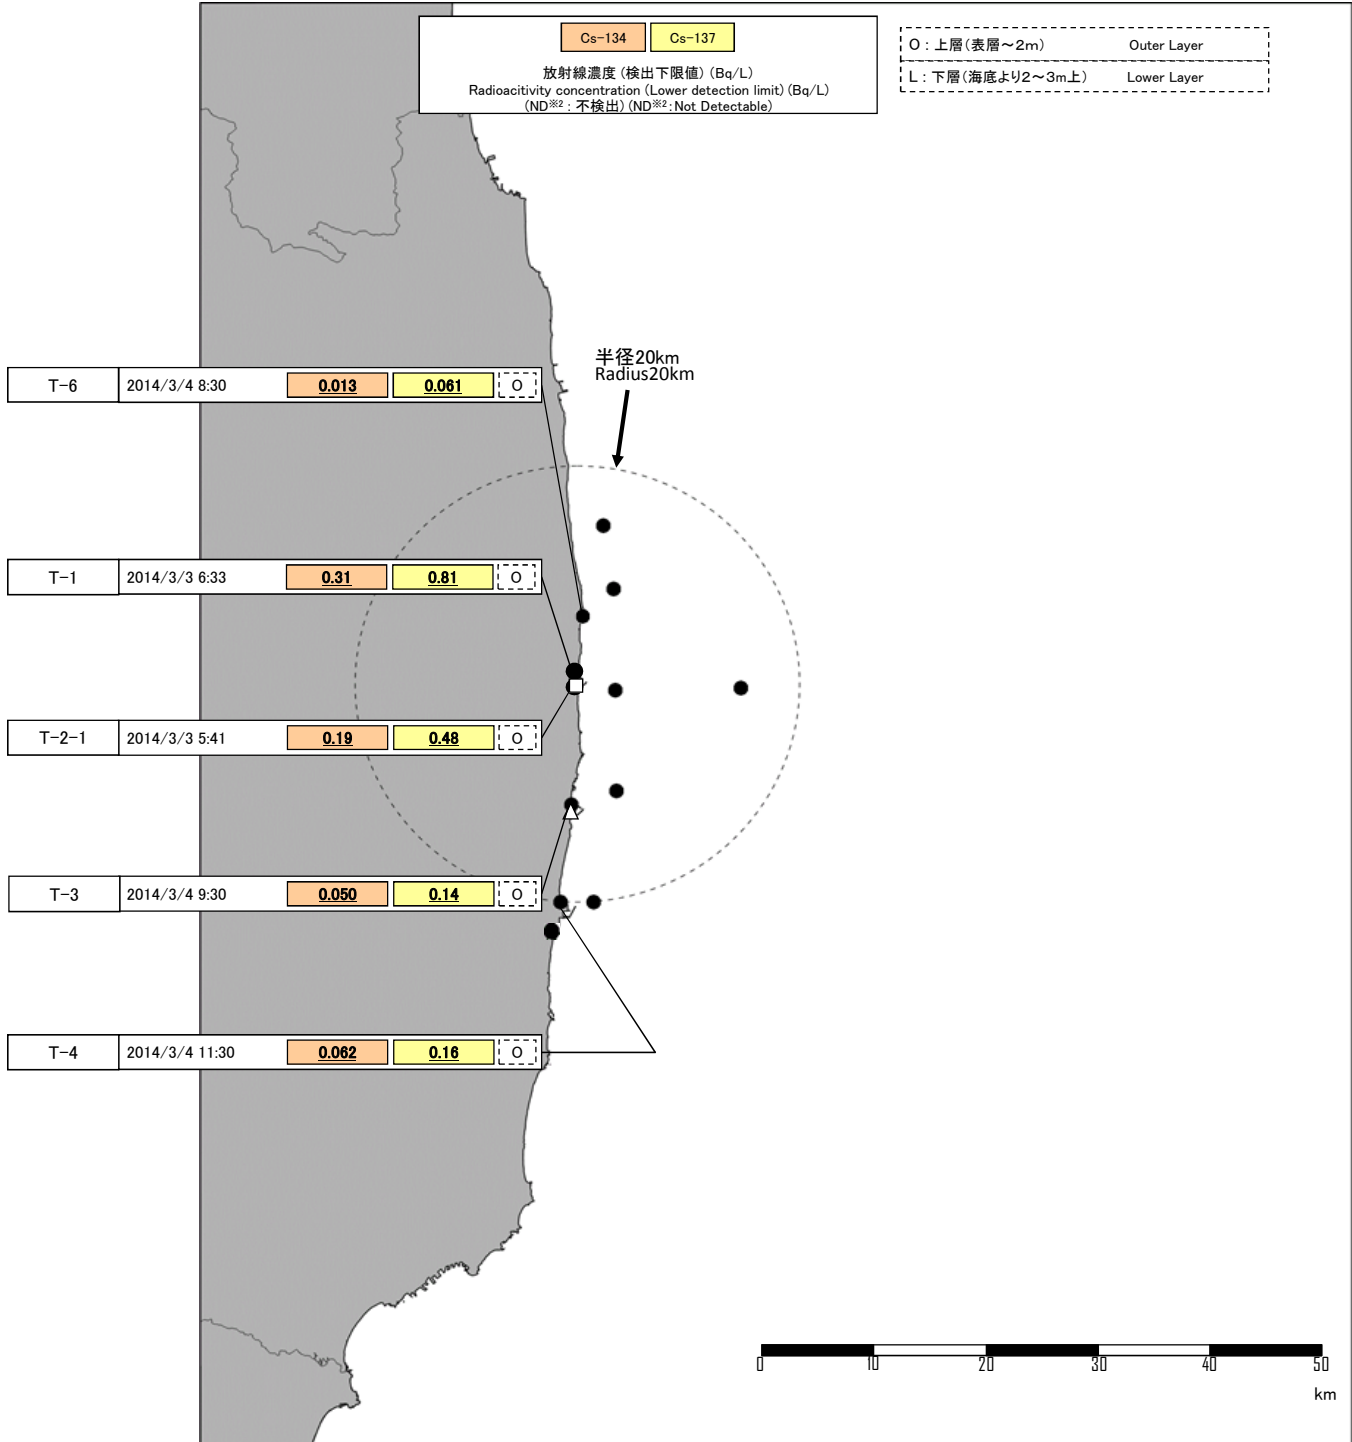 Cs-134 Cs-137
放射線濃度 (検出下限値) (Bq/L)
Radioacitivity concentration (Lower detection limit) (Bq/L)
(ND※2 : 不検出) (ND※2 :Not Detectable)
O : 上層(表層~2m) Outer Layer
L : 下層(海底より2~3m上) Lower Layer
半径20km
Radius20km
T-6 2014/3/4 8:30 0.013 0.061 O
T-1 2014/3/3 6:33 0.31 0.81 O
T-2-1 2014/3/3 5:41 0.19 0.48 O
T-3 2014/3/4 9:30 0.050 0.14 O
T-4 2014/3/4 11:30 0.062 0.16 O
0 10 20 30 40 50
km